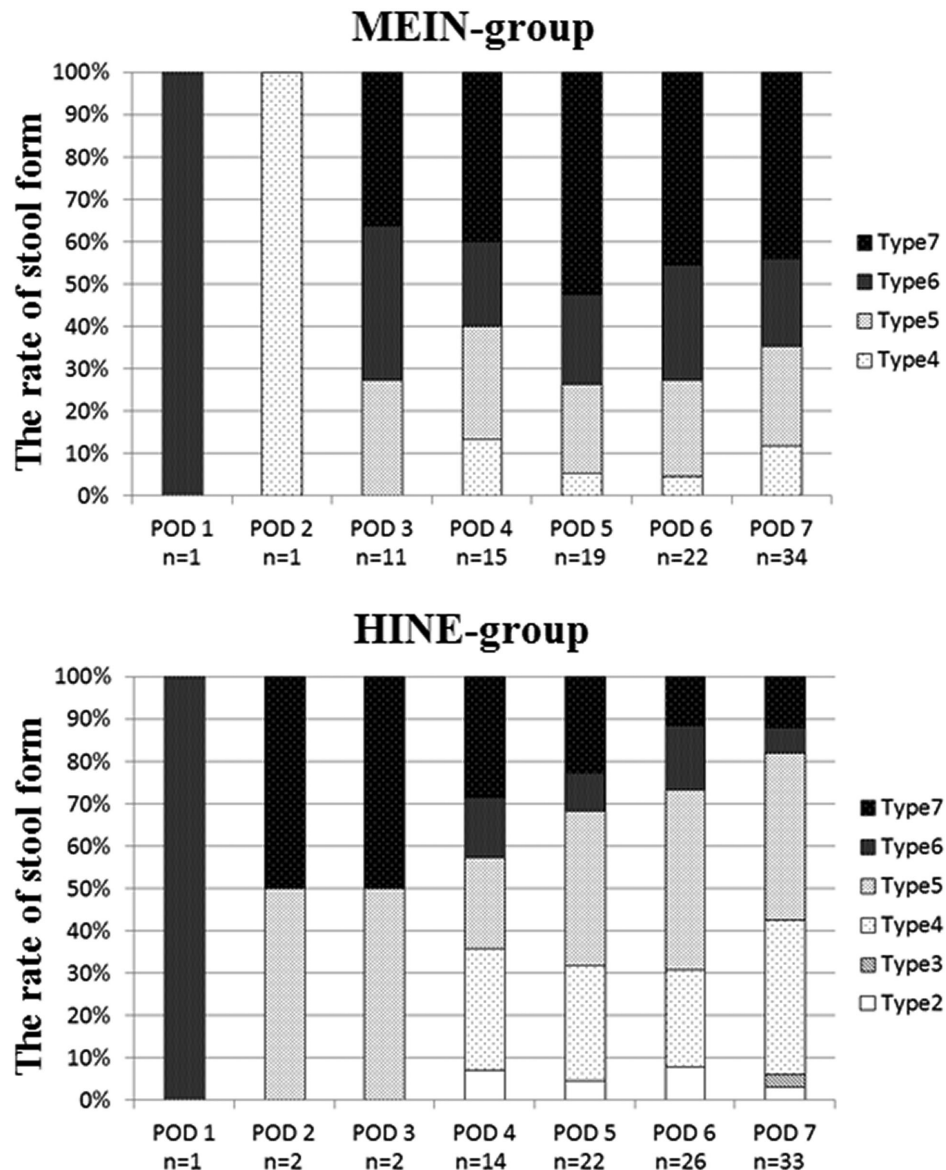 MEIN-group
The rate of stool form
100%
90%
80%
70%
60%
50%
40%
30%
20%
10%
0%
POD 1 POD 2 POD 3 POD 4 POD 5 POD 6 POD 7
n=1 n=1 n=11 n=15 n=19 n=22 n=34
Type7
Type6
Type5
Type4
HINE-group
The rate of stool form
100%
90%
80%
70%
60%
50%
40%
30%
20%
10%
0%
POD 1 POD 2 POD 3 POD 4 POD 5 POD 6 POD 7
n=1 n=2 n=2 n=14 n=22 n=26 n=33
Type7
Type6
Type5
Type4
Type3
Type2